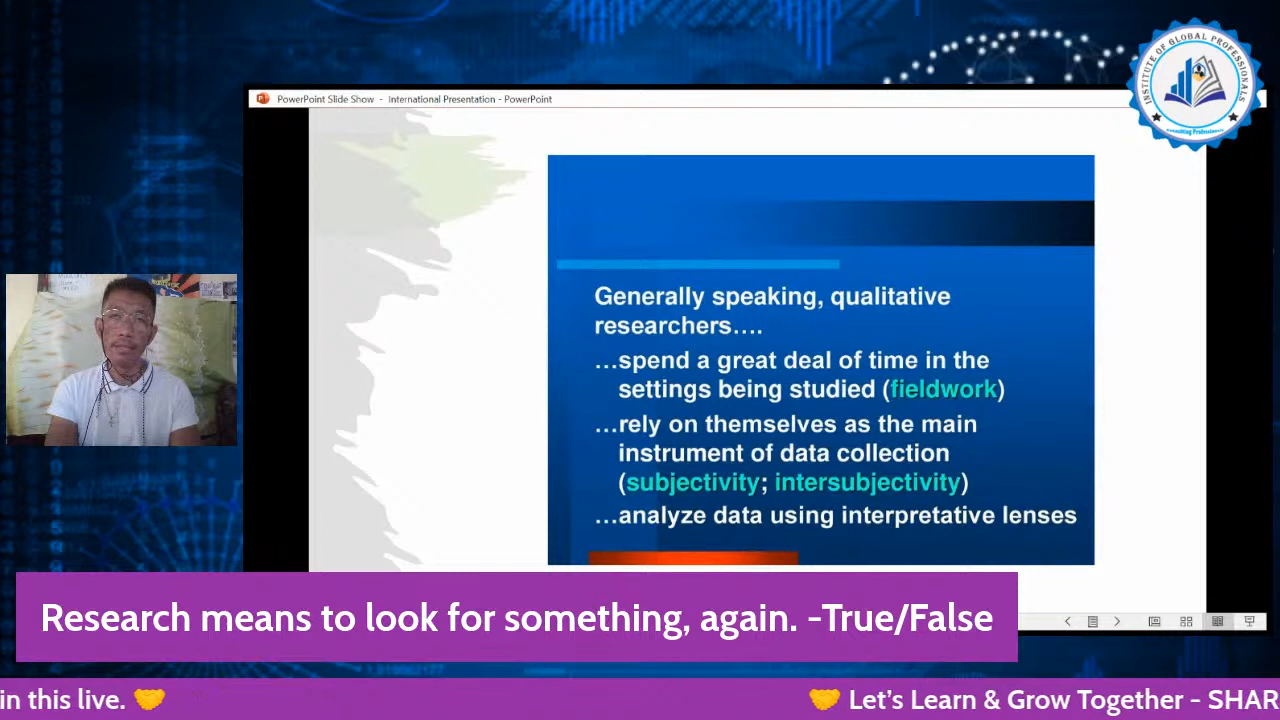 INSTITUTE OF GLOBAL PROFESSIONALS
Consulting Professionals
PowerPoint Slide Show - International Presentation - PowerPoint
Generally speaking, qualitative
researchers....
...spend a great deal of time in the
settings being studied (fieldwork)
...rely on themselves as the main
instrument of data collection
(subjectivity; intersubjectivity)
...analyze data using interpretative lenses
Research means to look for something, again. -True/False
in this live. 🤝
🤝 Let’s Learn & Grow Together - SHAR